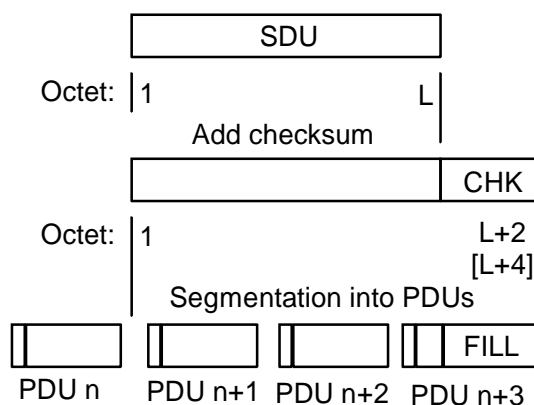 SDU
Octet: 1 L
Add checksum
CHK
Octet: 1 L+2
[L+4]
Segmentation into PDUs
FILL
PDU n PDU n+1 PDU n+2 PDU n+3